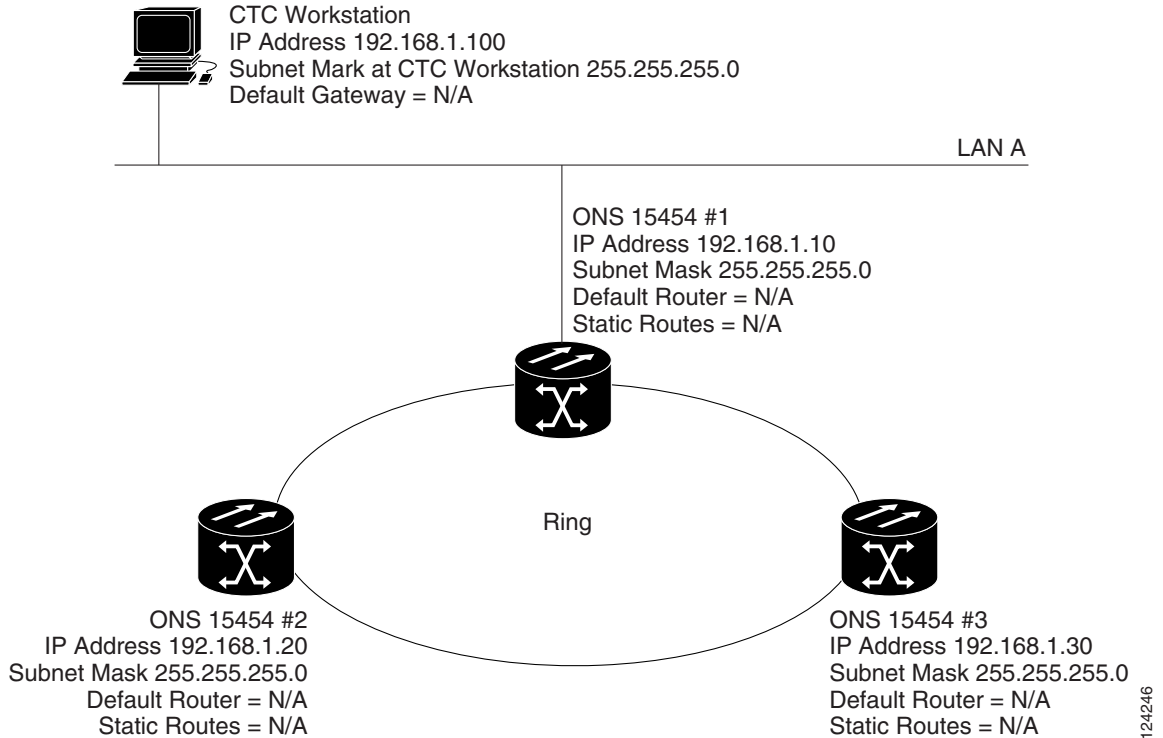 CTC Workstation
IP Address 192.168.1.100
Subnet Mark at CTC Workstation 255.255.255.0
Default Gateway = N/A
LAN A
ONS 15454 #1
IP Address 192.168.1.10
Subnet Mask 255.255.255.0
Default Router = N/A
Static Routes = N/A
Ring
ONS 15454 #2
IP Address 192.168.1.20
Subnet Mask 255.255.255.0
Default Router = N/A
Static Routes = N/A
ONS 15454 #3
IP Address 192.168.1.30
Subnet Mask 255.255.255.0
Default Router = N/A
Static Routes = N/A
124246